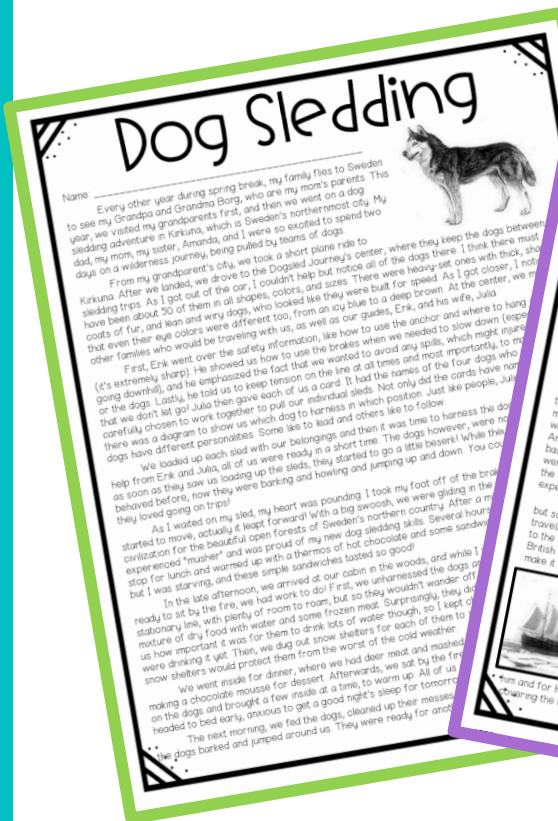 Dog Sledding
Name:
Every other year during spring break, my family flies to Sweden
to see my Grandpa and Grandma Borg, who are my mom's parents. This
year, we visited my grandparents first, and then we went on a dog
sledding adventure in Kirkuna, which is Sweden's northernmost city. My
dad, my mom, my sister, Amanda, and I were so excited to spend two
days on a wilderness journey, being pulled by teams of dogs.
From my grandparent's city, we took a short plane ride to
Kirkuna. After we landed, we drove to the Dogsled Journey's center, where they keep the dogs between
sledding trips. As I got out of the car, I couldn't help but notice all of the dogs there. I think there must
have been about 50 of them in all shapes, colors, and sizes. There were heavy-set ones with thick,
coats of fur, and lean and wiry dogs, who looked like they were built for speed. As I got closer, I
that even their eye colors were different too, from an icy blue to a deep brown. At the center, we
other families who would be traveling with us, as well as our guides, Erik, and his wife, Julia.
First, Erik went over the safety information, like how to use the anchor and where to hang
(it's extremely sharp). He showed us how to use the brakes when we needed to slow down
going downhill), and he emphasized the fact that we wanted to avoid any spills, which might injure
or the dogs. Lastly, he told us to keep tension on the line at all times and most importantly, to
that we don't let go! Julia then gave each of us a card. It had the names of the four dogs who
carefully chosen to work together to pull our individual sleds. Not only did the cards have
there was a diagram to show us which dog to harness in which position. Just like people,
dogs have different personalities. Some like to lead and others like to follow.
We loaded up each sled with our belongings and then it was time to harness the
help from Erik and Julia, all of us were ready in a short time. The dogs however, were
as soon as they saw us loading up the sleds, they started to go a little beserk! While they
behaved before, now they were barking and howling and jumping up and down. You
they loved going on trips!
As I waited on my sled, my heart was pounding. I took my foot off of the
started to move, actually it leapt forward! With a big swoosh, we were gliding in the
civilization for the beautiful open forests of Sweden's northern country. After a
experienced "musher" and was proud of my new dog sledding skills. Several hours
stop for lunch and warmed up with a thermos of hot chocolate and some
but I was starving, and these simple sandwiches tasted so good!
In the late afternoon, we arrived at our cabin in the woods, and while I
ready to sit by the fire, we had work to do! First, we unharnessed the dogs
stationary line, with plenty of room to roam, but so they wouldn't wander off.
mixture of dry food with water and some frozen meat. Surprisingly, they
us how important it was for them to drink lots of water though, so I kept
were drinking it yet. Then, we dug out snow shelters for each of them to
snow shelters would protect them from the worst of the cold weather.
We went inside for dinner, where we had deer meat and mashed
making a chocolate mousse for dessert. Afterwards, we sat by the fire
on the dogs and brought a few inside at a time, to warm up. All of us
headed to bed early, anxious to get a good night's sleep for
The next morning, we fed the dogs, cleaned up their messes
the dogs barked and jumped around us. They were ready for
but
British
make it
him and for
covering the